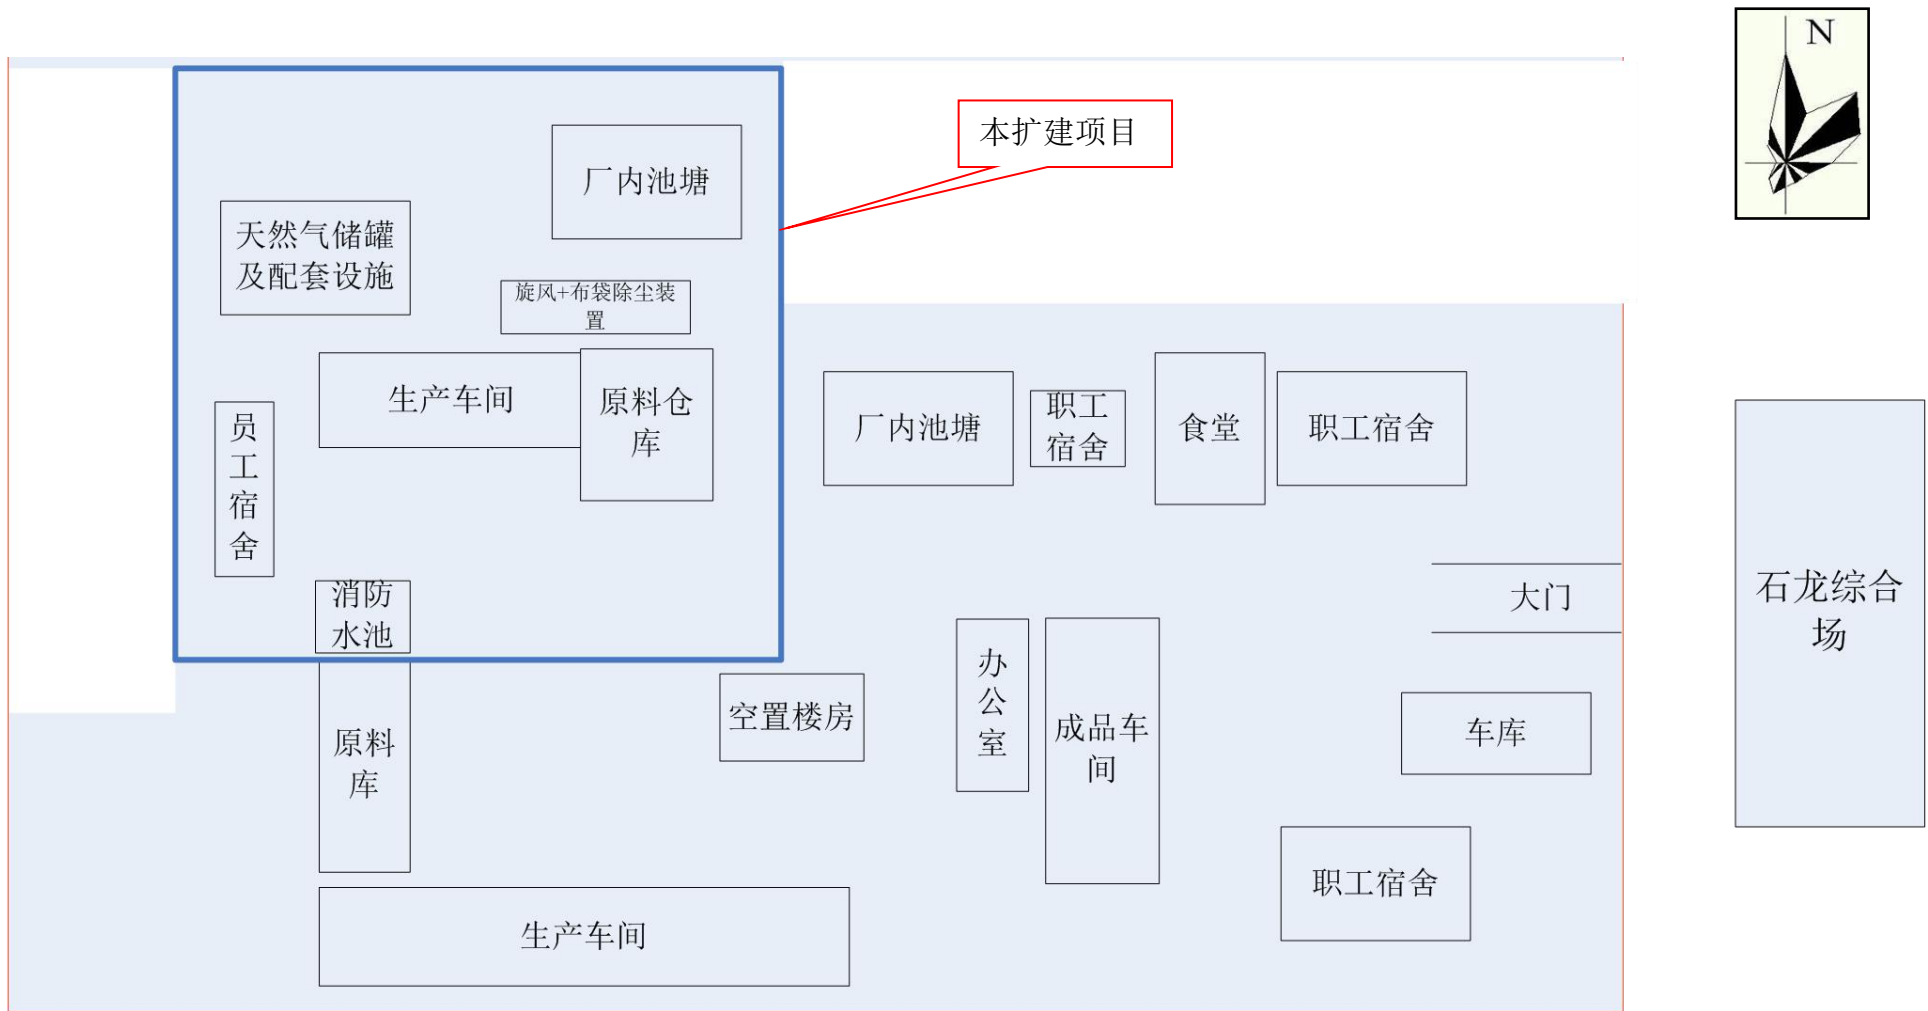 N
本扩建项目
厂内池塘
天然气储罐
及配套设施
旋风+布袋除尘装
置
生产车间
原料仓
库
员
工
宿
舍
厂内池塘
职工
宿舍
食堂
职工宿舍
消防
水池
大门
石龙综合
场
原料
库
空置楼房
办
公
室
成品车
间
车库
职工宿舍
生产车间